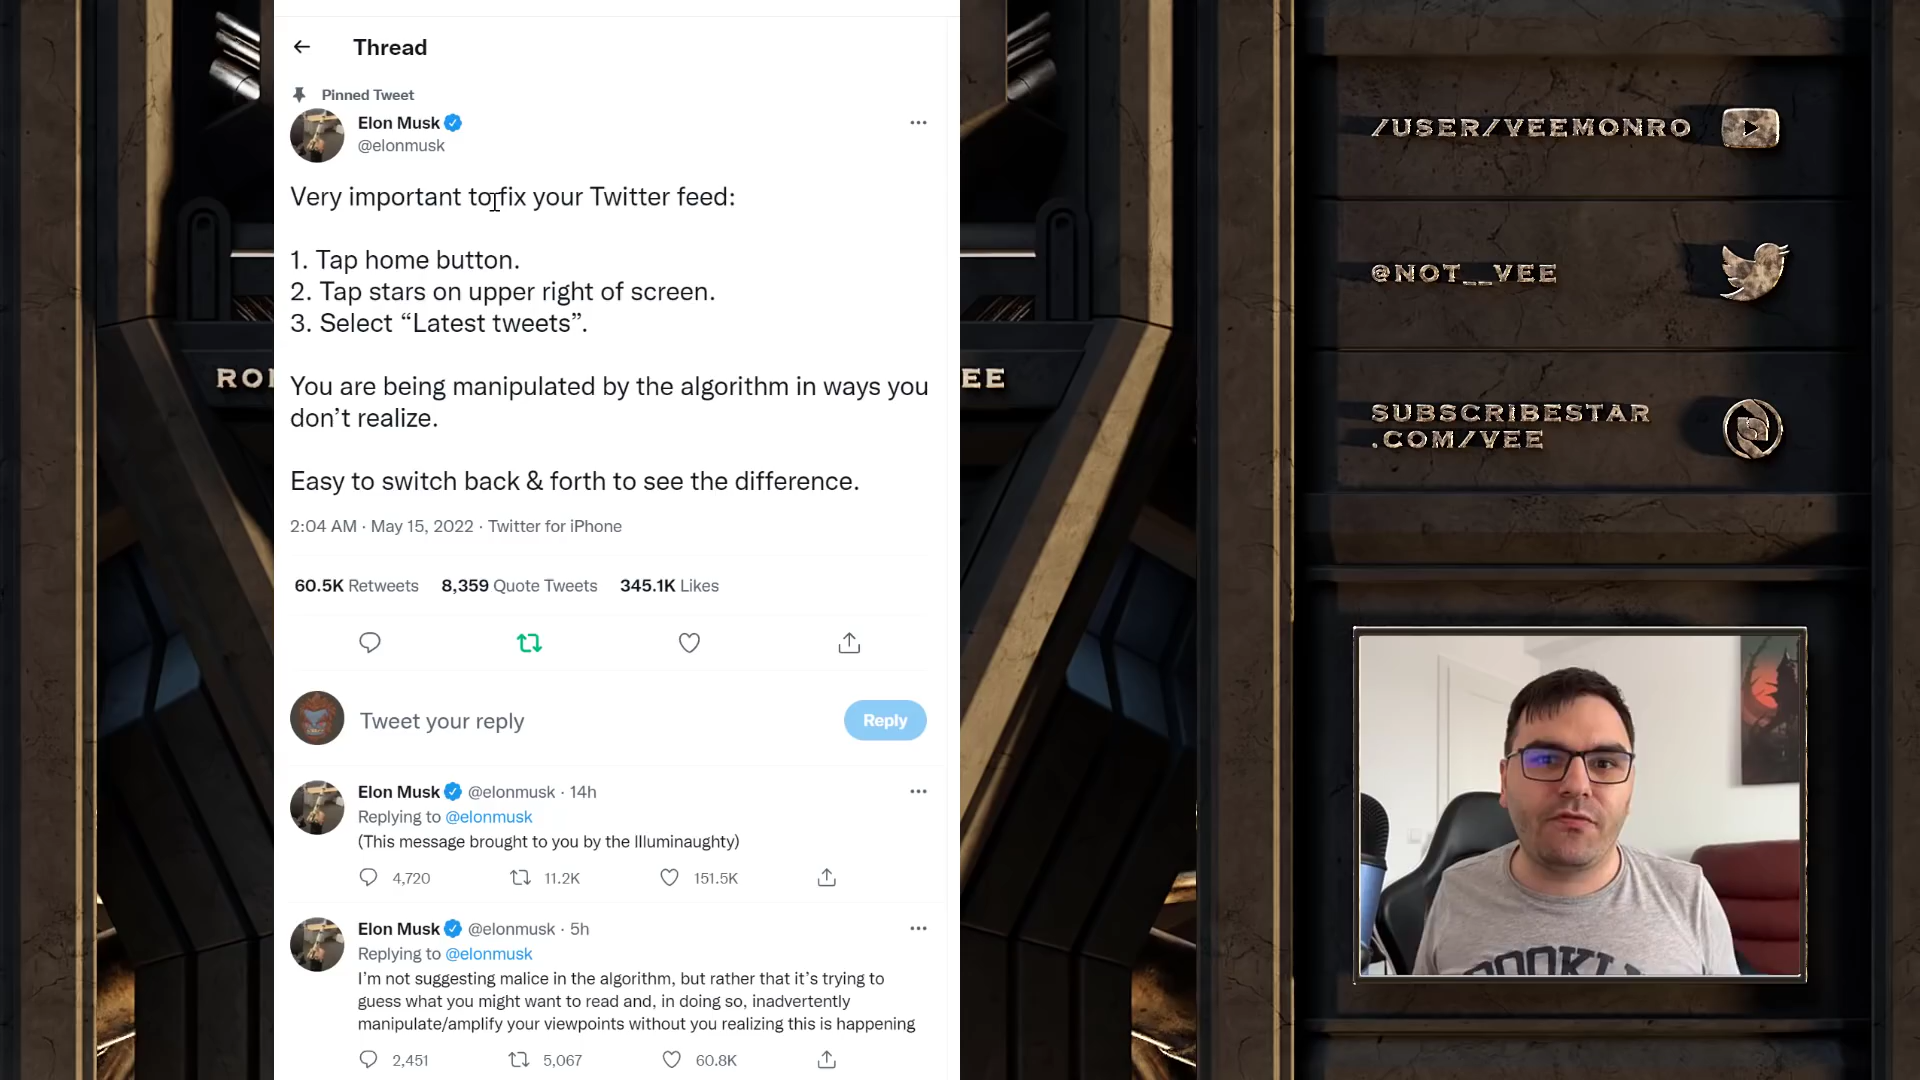 Thread
Pinned Tweet
Elon Musk
@elonmusk
Very important to fix your Twitter feed:
1. Tap home button.
2. Tap stars on upper right of screen.
3. Select “Latest tweets”.
You are being manipulated by the algorithm in ways you
don’t realize.
Easy to switch back & forth to see the difference.
2:04 AM · May 15, 2022 · Twitter for iPhone
60.5K Retweets 8,359 Quote Tweets 345.1K Likes
Tweet your reply
Reply
Elon Musk @elonmusk · 14h
Replying to @elonmusk
(This message brought to you by the Illuminaughty)
4,720 11.2K 151.5K
Elon Musk @elonmusk · 5h
Replying to @elonmusk
I’m not suggesting malice in the algorithm, but rather that it’s trying to
guess what you might want to read and, in doing so, inadvertently
manipulate/amplify your viewpoints without you realizing this is happening
2,451 5,067 60.8K
/USER/VEEMONRO
@NOT__VEE
SUBSCRIBESTAR
.COM/VEE